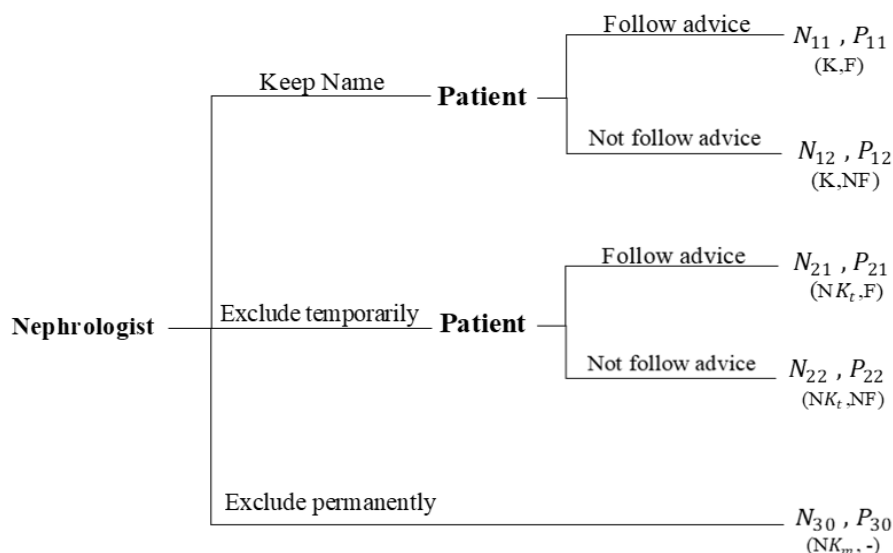 Follow advice
N₁₁ , P₁₁
(K,F)
Keep Name
Patient
Not follow advice
N₁₂ , P₁₂
(K,NF)
Follow advice
N₂₁ , P₂₁
(NKₜ,F)
Nephrologist
Exclude temporarily
Patient
Not follow advice
N₂₂ , P₂₂
(NKₜ,NF)
Exclude permanently
N₃₀ , P₃₀
(NKₘ, -)